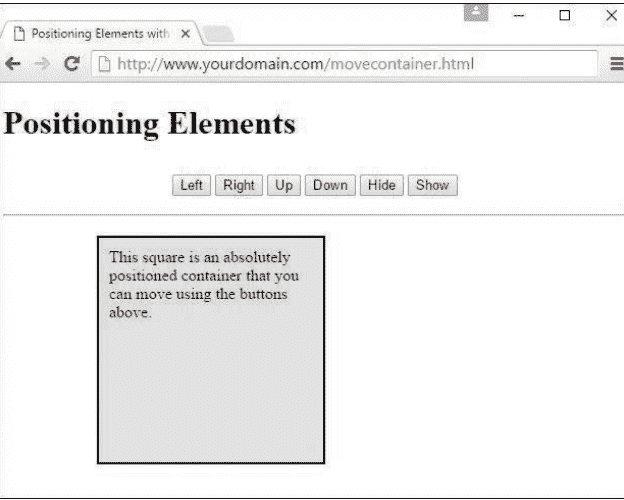 Positioning Elements with
http://www.yourdomain.com/movecontainer.html
Positioning Elements
Left Right Up Down Hide Show
This square is an absolutely
positioned container that you
can move using the buttons
above.